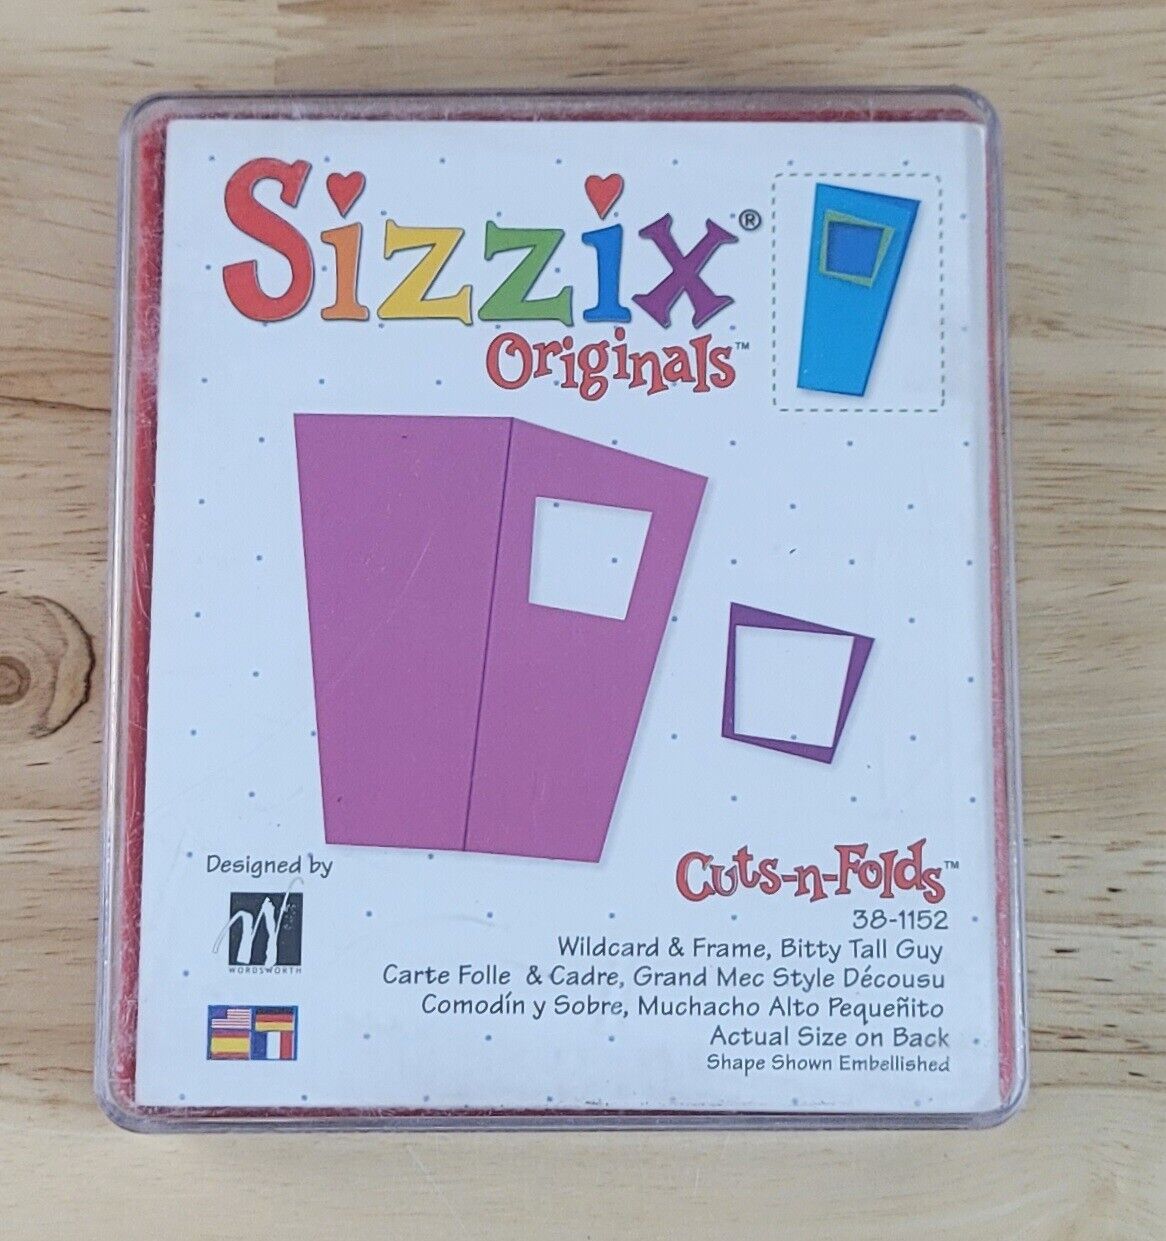 Sizzix®
Originals™
Designed by
W
WORDSWORTH
Cuts-n-Folds™
38-1152
Wildcard & Frame, Bitty Tall Guy
Carte Folle & Cadre, Grand Mec Style Décousu
Comodín y Sobre, Muchacho Alto Pequeñito
Actual Size on Back
Shape Shown Embellished